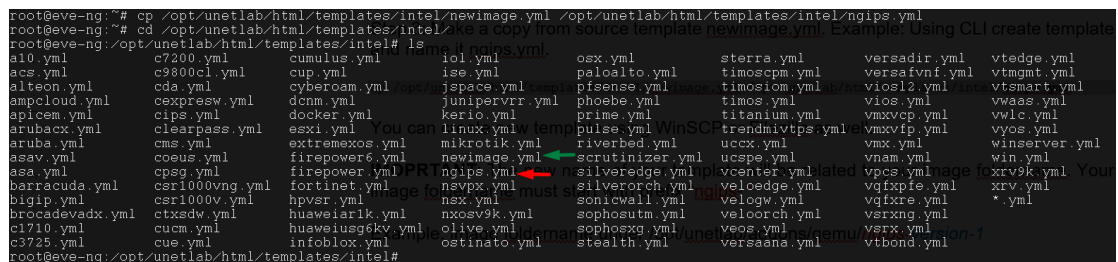 root@eve-ng:~# cp /opt/unetlab/html/templates/intel/newimage.yml /opt/unetlab/html/templates/intel/ngips.yml
root@eve-ng:~# cd /opt/unetlab/html/templates/intel/
root@eve-ng:/opt/unetlab/html/templates/intel# ls
a10.yml c7200.yml cumulus.yml iol.yml osx.yml sterra.yml versadir.yml vtedge.yml
acs.yml c9800cl.yml cup.yml ise.yml paloalto.yml timoscpm.yml versafvnf.yml vtmgmt.yml
alteon.yml cda.yml cyberoam.yml jspace.yml pfsense.yml timosiom.yml viosl2.yml vtsmart.yml
ampcloud.yml cexpresw.yml dcnm.yml junipervrr.yml phoebe.yml timos.yml vios.yml vwaas.yml
apicem.yml cips.yml docker.yml kerio.yml prime.yml titanium.yml vmxvcp.yml vwlc.yml
arubacx.yml clearpass.yml esxi.yml linux.yml pulse.yml trendmivtps.yml vmxvfp.yml vyos.yml
aruba.yml cms.yml extremexos.yml mikrotik.yml riverbed.yml uccx.yml vmx.yml winserver.yml
asav.yml coeus.yml firepower6.yml newimage.yml scrutinizer.yml ucspe.yml vnam.yml win.yml
asa.yml cpsg.yml firepower.yml ngips.yml silveredge.yml vcenter.yml vpcs.yml xrv9k.yml
barracuda.yml csr1000vng.yml fortinet.yml nsvpx.yml silverorch.yml veloedge.yml vqfxpfe.yml xrv.yml
bigip.yml csr1000v.yml hpvsr.yml nsx.yml sonicwall.yml velogw.yml vqfxre.yml *.yml
brocadevadx.yml ctxsdw.yml huaweiar1k.yml nxosv9k.yml sophosutm.yml veloorch.yml vsrxng.yml
c1710.yml cucm.yml huaweiusg6kv.yml olive.yml sophosxg.yml veos.yml vsrx.yml
c3725.yml cue.yml infoblox.yml ostinato.yml stealth.yml versaana.yml vtbond.yml
root@eve-ng:/opt/unetlab/html/templates/intel#